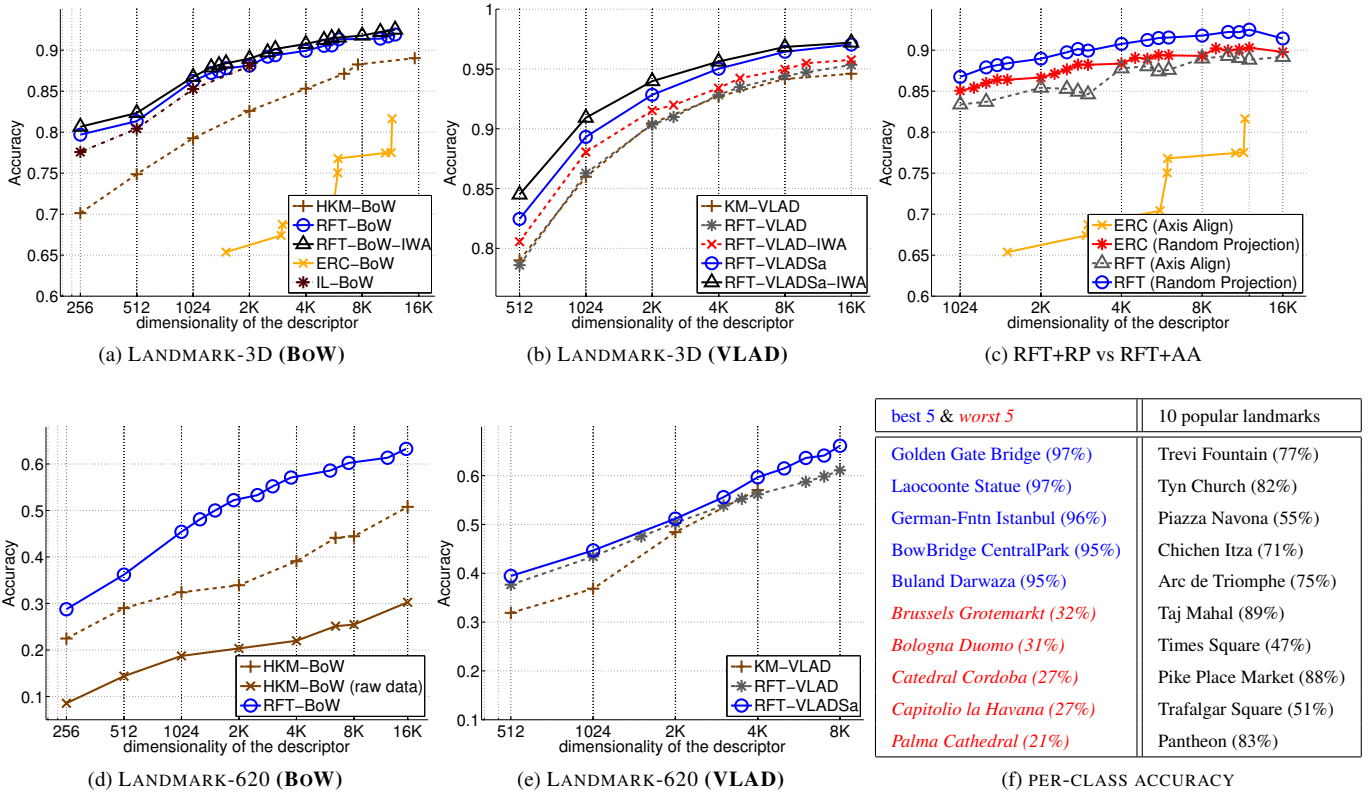 Accuracy
0.9
0.85
0.8
0.75
0.7
0.65
0.6
HKM−BoW
RFT−BoW
RFT−BoW−IWA
ERC−BoW
IL−BoW
256 512 1024 2K 4K 8K 16K
dimensionality of the descriptor
(a) LANDMARK-3D (BOW)
Accuracy
1
0.95
0.9
0.85
0.8
KM−VLAD
RFT−VLAD
RFT−VLAD−IWA
RFT−VLADSa
RFT−VLADSa−IWA
512 1024 2K 4K 8K 16K
dimensionality of the descriptor
(b) LANDMARK-3D (VLAD)
Accuracy
0.9
0.85
0.8
0.75
0.7
0.65
0.6
ERC (Axis Align)
ERC (Random Projection)
RFT (Axis Align)
RFT (Random Projection)
1024 2K 4K 8K 16K
dimensionality of the descriptor
(c) RFT+RP vs RFT+AA
Accuracy
0.6
0.5
0.4
0.3
0.2
0.1
HKM−BoW
HKM−BoW (raw data)
RFT−BoW
256 512 1024 2K 4K 8K 16K
dimensionality of the descriptor
(d) LANDMARK-620 (BOW)
Accuracy
0.6
0.5
0.4
0.3
0.2
0.1
KM−VLAD
RFT−VLAD
RFT−VLADSa
512 1024 2K 4K 8K
dimensionality of the descriptor
(e) LANDMARK-620 (VLAD)
best 5 & worst 5 10 popular landmarks
Golden Gate Bridge (97%) Trevi Fountain (77%)
Laocoonte Statue (97%) Tyn Church (82%)
German-Fntn Istanbul (96%) Piazza Navona (55%)
BowBridge CentralPark (95%) Chichen Itza (71%)
Buland Darwaza (95%) Arc de Triomphe (75%)
Brussels Grotemarkt (32%) Taj Mahal (89%)
Bologna Duomo (31%) Times Square (47%)
Catedral Cordoba (27%) Pike Place Market (88%)
Capitolio la Havana (27%) Trafalgar Square (51%)
Palma Cathedral (21%) Pantheon (83%)
(f) PER-CLASS ACCURACY